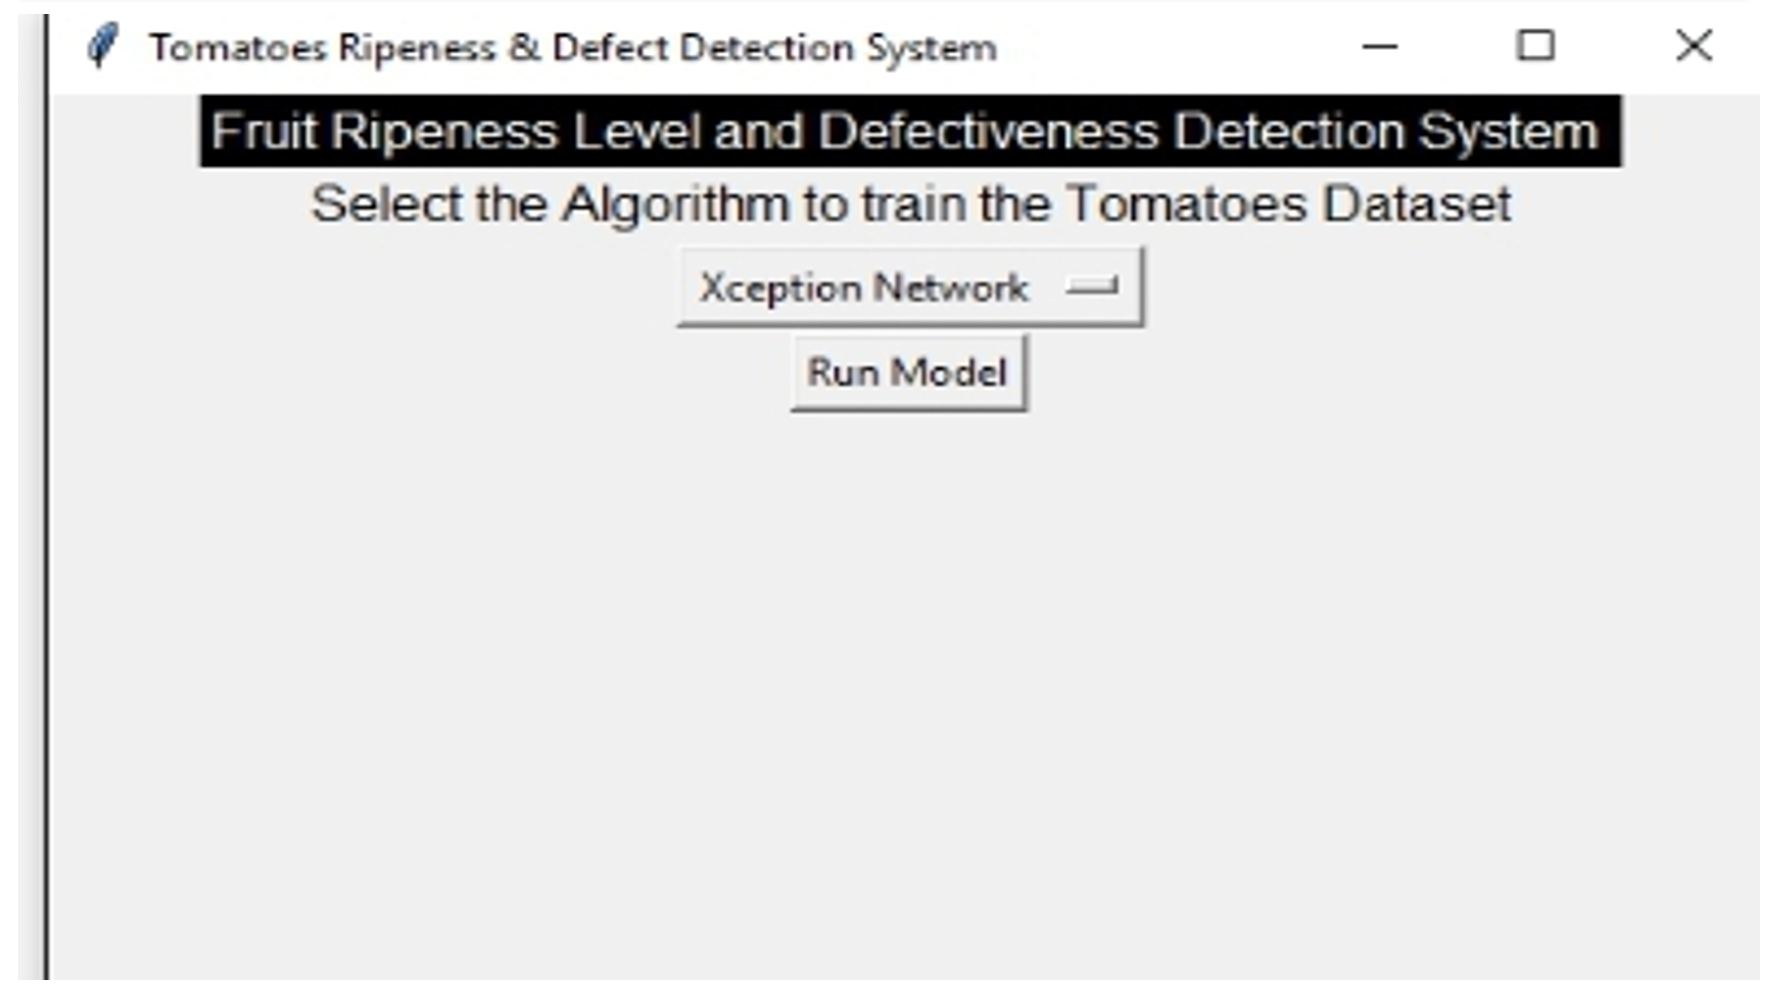 Tomatoes Ripeness & Defect Detection System
Fruit Ripeness Level and Defectiveness Detection System
Select the Algorithm to train the Tomatoes Dataset
Xception Network
Run Model